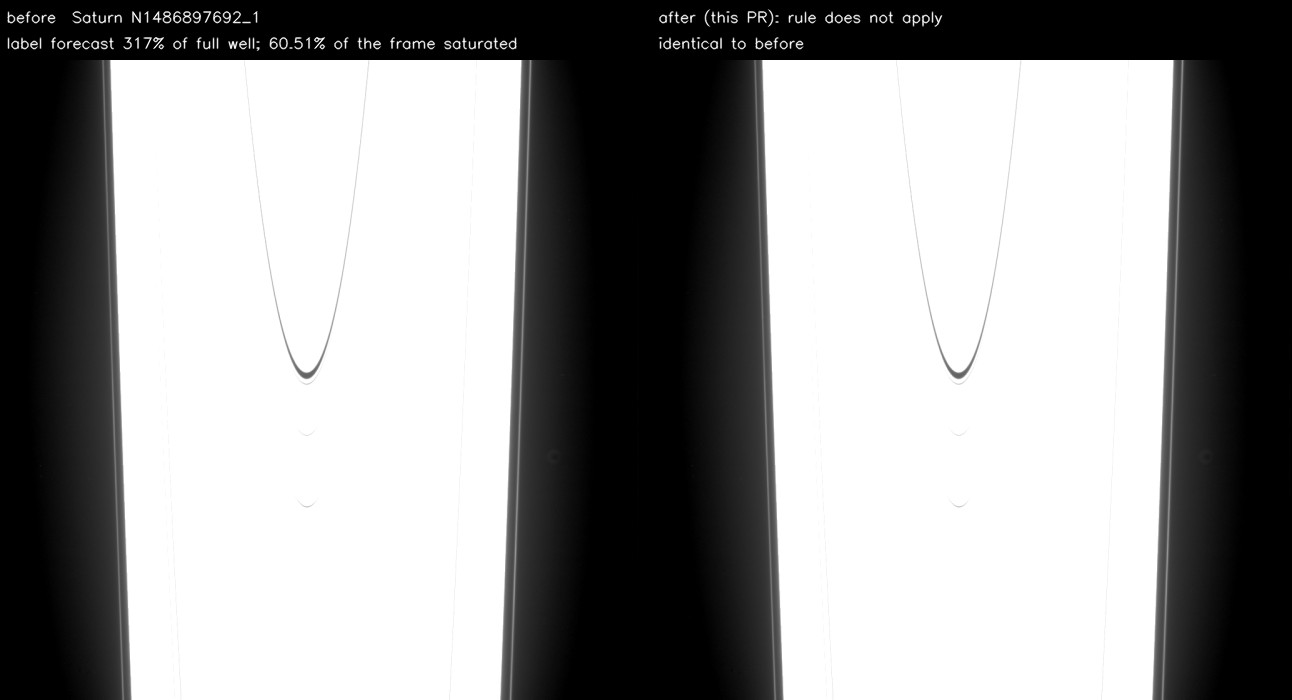 before  Saturn N1486897692_1
label forecast 317% of full well; 60.51% of the frame saturated
after (this PR): rule does not apply
identical to before